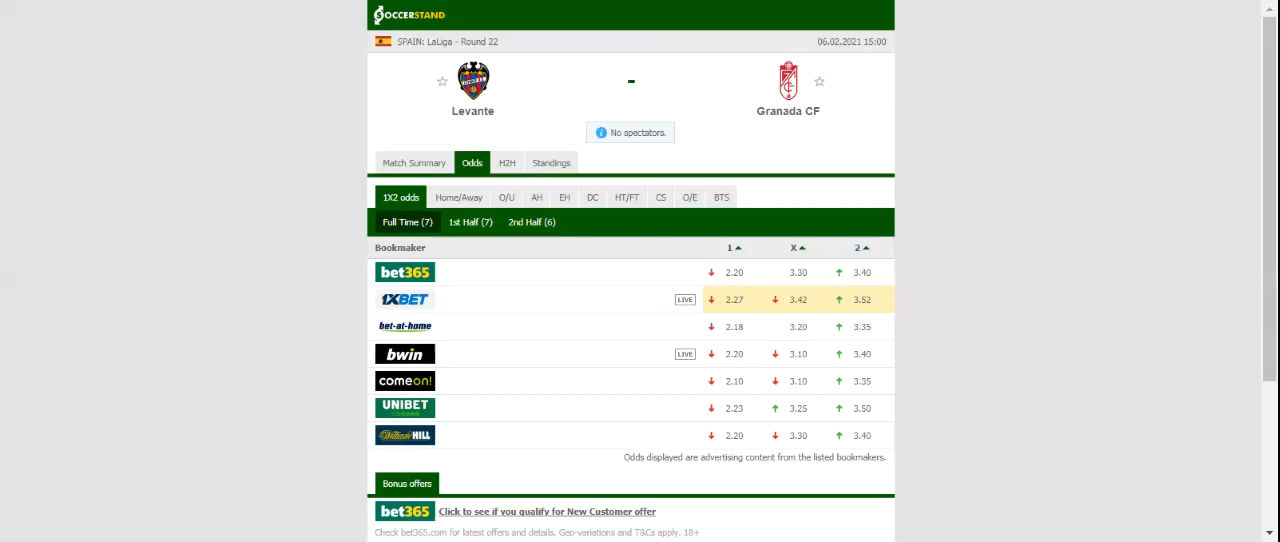 SOCCERSTAND
SPAIN: LaLiga - Round 22 06.02.2021 15:00
-
Levante Granada CF
No spectators.
Match Summary Odds H2H Standings
1X2 odds Home/Away O/U AH EH DC HT/FT CS O/E BTS
Full Time (7) 1st Half (7) 2nd Half (6)
Bookmaker 1 X 2
bet365 2.20 3.30 3.40
1XBET LIVE 2.27 3.42 3.52
bet-at-home 2.18 3.20 3.35
bwin LIVE 2.20 3.10 3.40
comeon! 2.10 3.10 3.35
UNIBET 2.23 3.25 3.50
William HILL 2.20 3.30 3.40
Odds displayed are advertising content from the listed bookmakers.
Bonus offers
bet365 Click to see if you qualify for New Customer offer
Check bet365.com for latest offers and details. Geo-variations and T&Cs apply. 18+